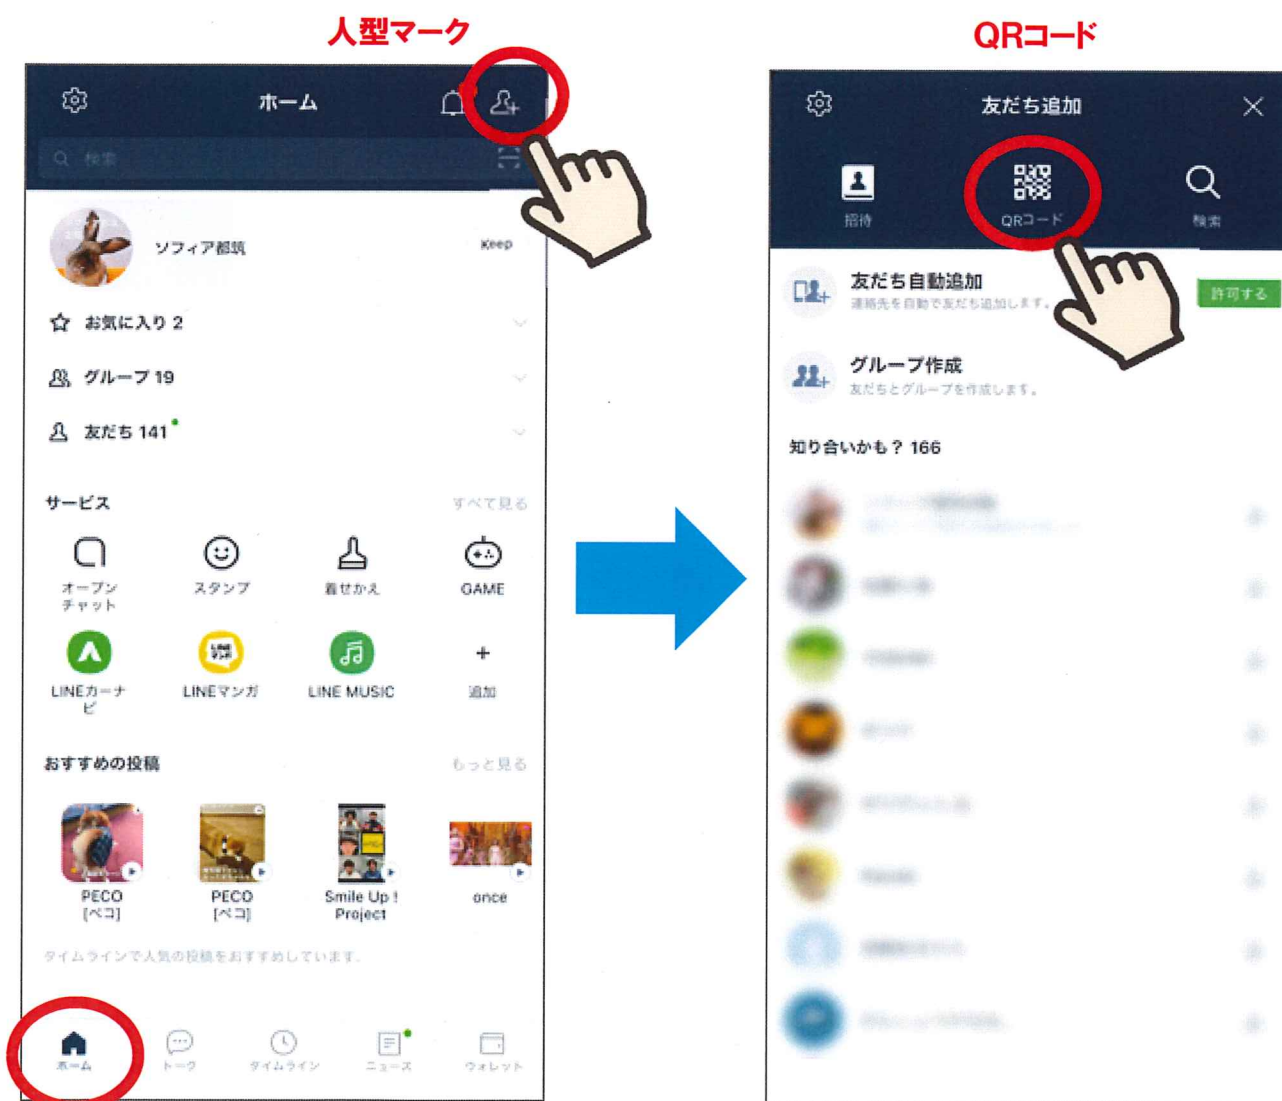 人型マーク
QRコード
ホーム
検索
ソフィア都筑
Keep
お気に入り 2
グループ 19
友だち 141
サービス
すべて見る
オープン
チャット
スタンプ
着せかえ
GAME
LINEカーナ
ビ
LINEマンガ
LINE MUSIC
追加
おすすめの投稿
もっと見る
PECO
[ペコ]
PECO
[ペコ]
Smile Up !
Project
once
タイムラインで人気の投稿をおすすめしています.
ホーム
トーク
タイムライン
ニュース
ウォレット
友だち追加
招待
QRコード
検索
友だち自動追加
連絡先を自動で友だち追加します。
許可する
グループ作成
友だちとグループを作成します。
知り合いかも？ 166